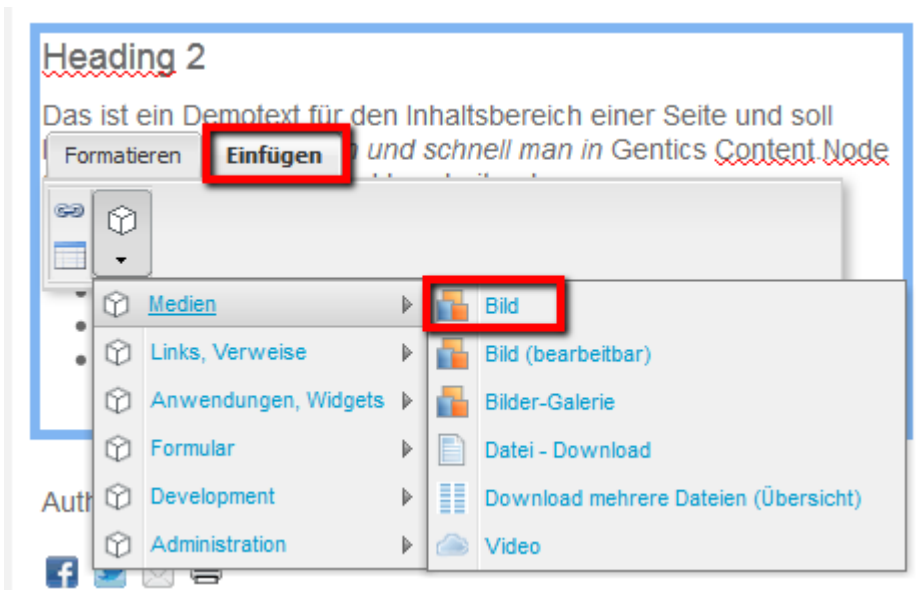 Heading 2
Das ist ein Demotext für den Inhaltsbereich einer Seite und soll
Formatieren Einfügen und schnell man in Gentics Content.Node
Medien Bild
Links, Verweise Bild (bearbeitbar)
Anwendungen, Widgets Bilder-Galerie
Formular Datei - Download
Development Download mehrere Dateien (Übersicht)
Administration Video